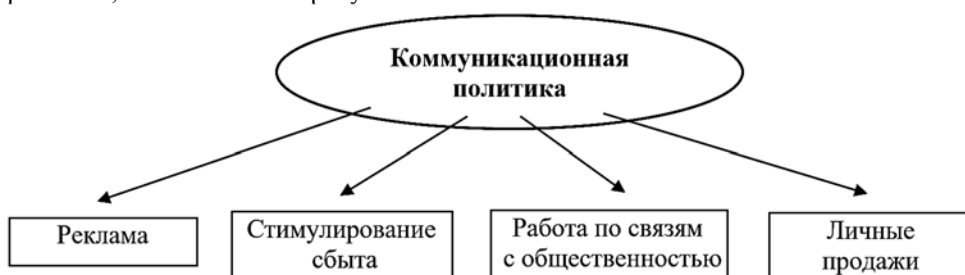 Коммуникационная
политика
Реклама
Стимулирование
сбыта
Работа по связям
с общественностью
Личные
продажи